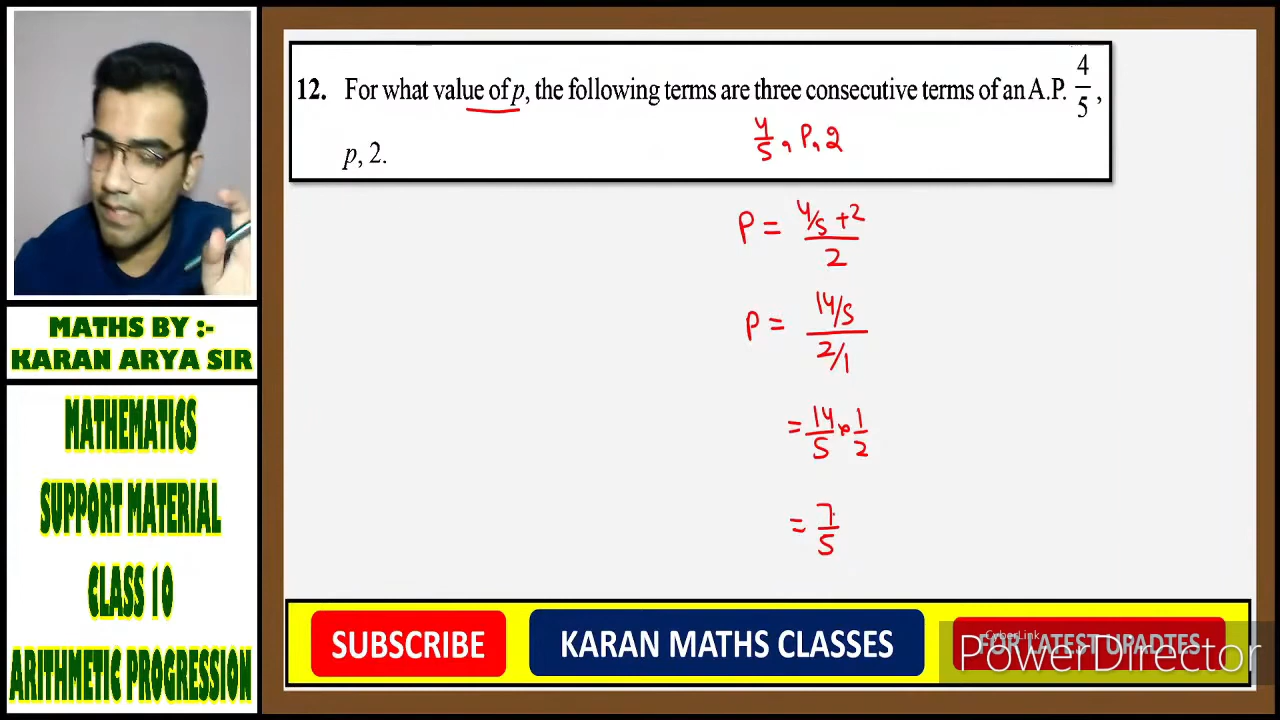 12. For what value of p, the following terms are three consecutive terms of an A.P. 4/5,
p, 2.
4/5, P, 2
P = (4/5 + 2)/2
P = (14/5)/(2/1)
= 14/5 × 1/2
= 7/5
MATHS BY :-
KARAN ARYA SIR
MATHEMATICS
SUPPORT MATERIAL
CLASS 10
ARITHMETIC PROGRESSION
SUBSCRIBE
KARAN MATHS CLASSES
FOR LATEST UPADTES
CyberLink
PowerDirector